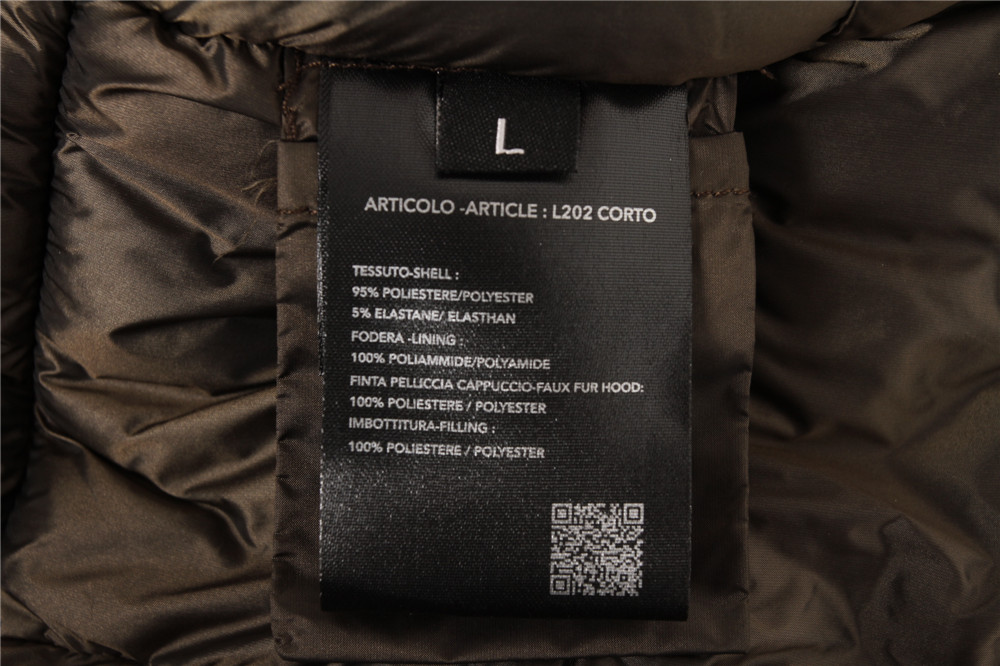 L
ARTICOLO -ARTICLE : L202 CORTO
TESSUTO-SHELL :
95% POLIESTERE/POLYESTER
5% ELASTANE/ ELASTHAN
FODERA -LINING :
100% POLIAMMIDE/POLYAMIDE
FINTA PELLICCIA CAPPUCCIO-FAUX FUR HOOD:
100% POLIESTERE / POLYESTER
IMBOTTITURA-FILLING :
100% POLIESTERE / POLYESTER